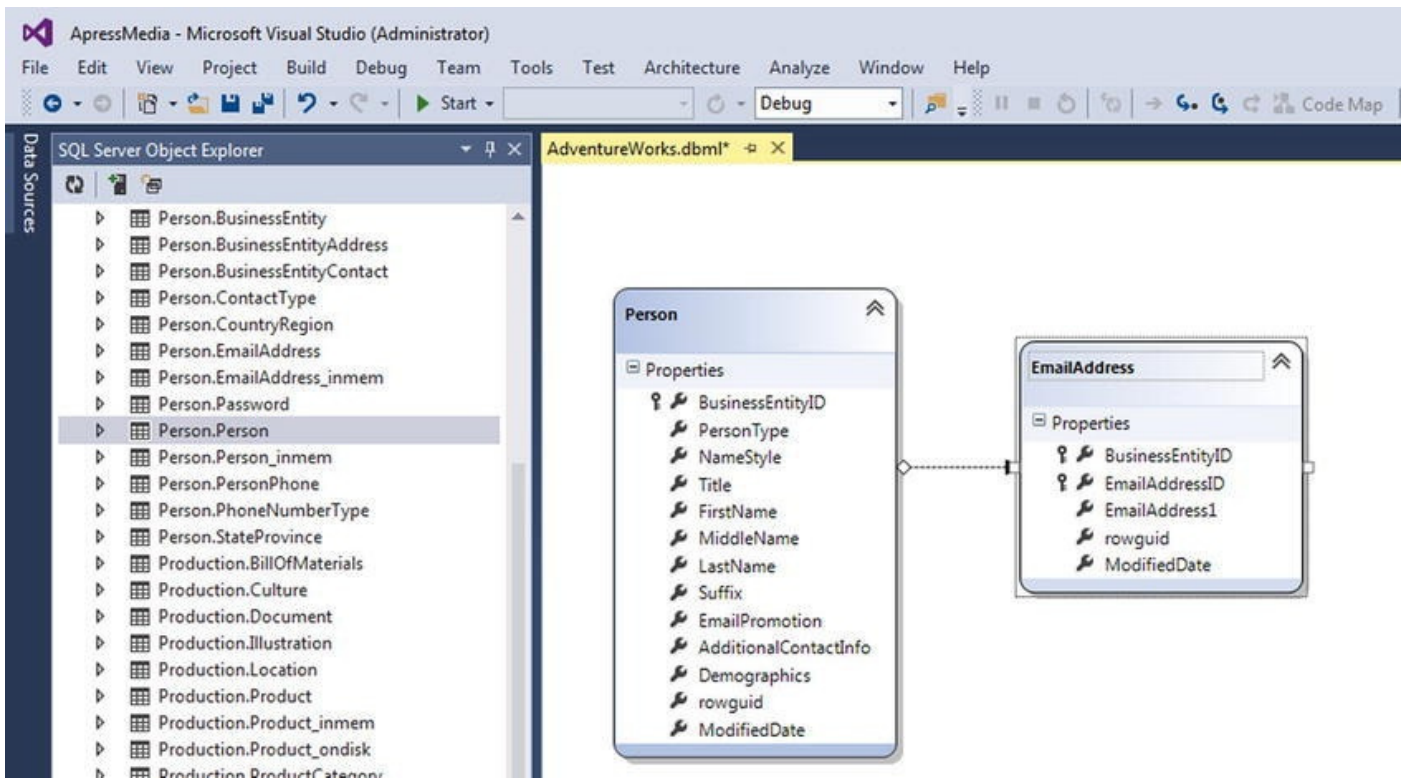 ApressMedia - Microsoft Visual Studio (Administrator)
File Edit View Project Build Debug Team Tools Test Architecture Analyze Window Help
Start Debug Code Map
Data Sources
SQL Server Object Explorer
Person.BusinessEntity
Person.BusinessEntityAddress
Person.BusinessEntityContact
Person.ContactType
Person.CountryRegion
Person.EmailAddress
Person.EmailAddress_inmem
Person.Password
Person.Person
Person.Person_inmem
Person.PersonPhone
Person.PhoneNumberType
Person.StateProvince
Production.BillOfMaterials
Production.Culture
Production.Document
Production.Illustration
Production.Location
Production.Product
Production.Product_inmem
Production.Product_ondisk
Production.ProductCategory
AdventureWorks.dbml*
Person
Properties
BusinessEntityID
PersonType
NameStyle
Title
FirstName
MiddleName
LastName
Suffix
EmailPromotion
AdditionalContactInfo
Demographics
rowguid
ModifiedDate
EmailAddress
Properties
BusinessEntityID
EmailAddressID
EmailAddress1
rowguid
ModifiedDate